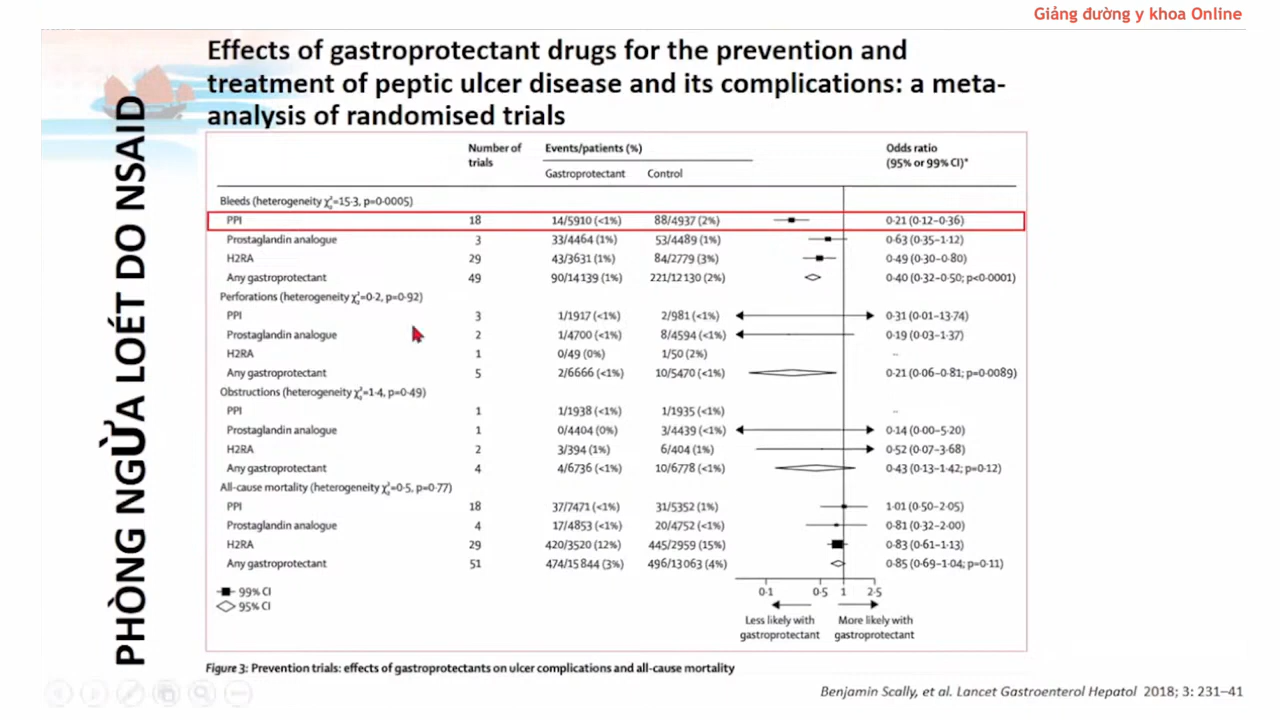 Giảng đường y khoa Online
PHÒNG NGỪA LOÉT DO NSAID
Effects of gastroprotectant drugs for the prevention and
treatment of peptic ulcer disease and its complications: a meta-
analysis of randomised trials
Number of trials Events/patients (%) Odds ratio (95% or 99% CI)*
Gastroprotectant Control
Bleeds (heterogeneity χ²=15·3, p=0·0005)
PPI 18 14/5910 (<1%) 88/4937 (2%) 0·21 (0·12–0·36)
Prostaglandin analogue 3 33/4464 (1%) 53/4489 (1%) 0·63 (0·35–1·12)
H2RA 29 43/3631 (1%) 84/2779 (3%) 0·49 (0·30–0·80)
Any gastroprotectant 49 90/14139 (1%) 221/12130 (2%) 0·40 (0·32–0·50; p<0·0001)
Perforations (heterogeneity χ²=0·2, p=0·92)
PPI 3 1/1917 (<1%) 2/981 (<1%) 0·31 (0·01–13·74)
Prostaglandin analogue 2 1/4700 (<1%) 8/4594 (<1%) 0·19 (0·03–1·37)
H2RA 1 0/49 (0%) 1/50 (2%) ··
Any gastroprotectant 5 2/6666 (<1%) 10/5470 (<1%) 0·21 (0·06–0·81; p=0·0089)
Obstructions (heterogeneity χ²=1·4, p=0·49)
PPI 1 1/1938 (<1%) 1/1935 (<1%) ··
Prostaglandin analogue 1 0/4404 (0%) 3/4439 (<1%) 0·14 (0·00–5·20)
H2RA 2 3/394 (1%) 6/404 (1%) 0·52 (0·07–3·68)
Any gastroprotectant 4 4/6736 (<1%) 10/6778 (<1%) 0·43 (0·13–1·42; p=0·12)
All-cause mortality (heterogeneity χ²=0·5, p=0·77)
PPI 18 37/7471 (<1%) 31/5352 (1%) 1·01 (0·50–2·05)
Prostaglandin analogue 4 17/4853 (<1%) 20/4752 (<1%) 0·81 (0·32–2·00)
H2RA 29 420/3520 (12%) 445/2959 (15%) 0·83 (0·61–1·13)
Any gastroprotectant 51 474/15844 (3%) 496/13063 (4%) 0·85 (0·69–1·04; p=0·11)
99% CI
95% CI
0·1 0·5 1 2·5
Less likely with gastroprotectant More likely with gastroprotectant
Figure 3: Prevention trials: effects of gastroprotectants on ulcer complications and all-cause mortality
Benjamin Scally, et al. Lancet Gastroenterol Hepatol 2018; 3: 231–41